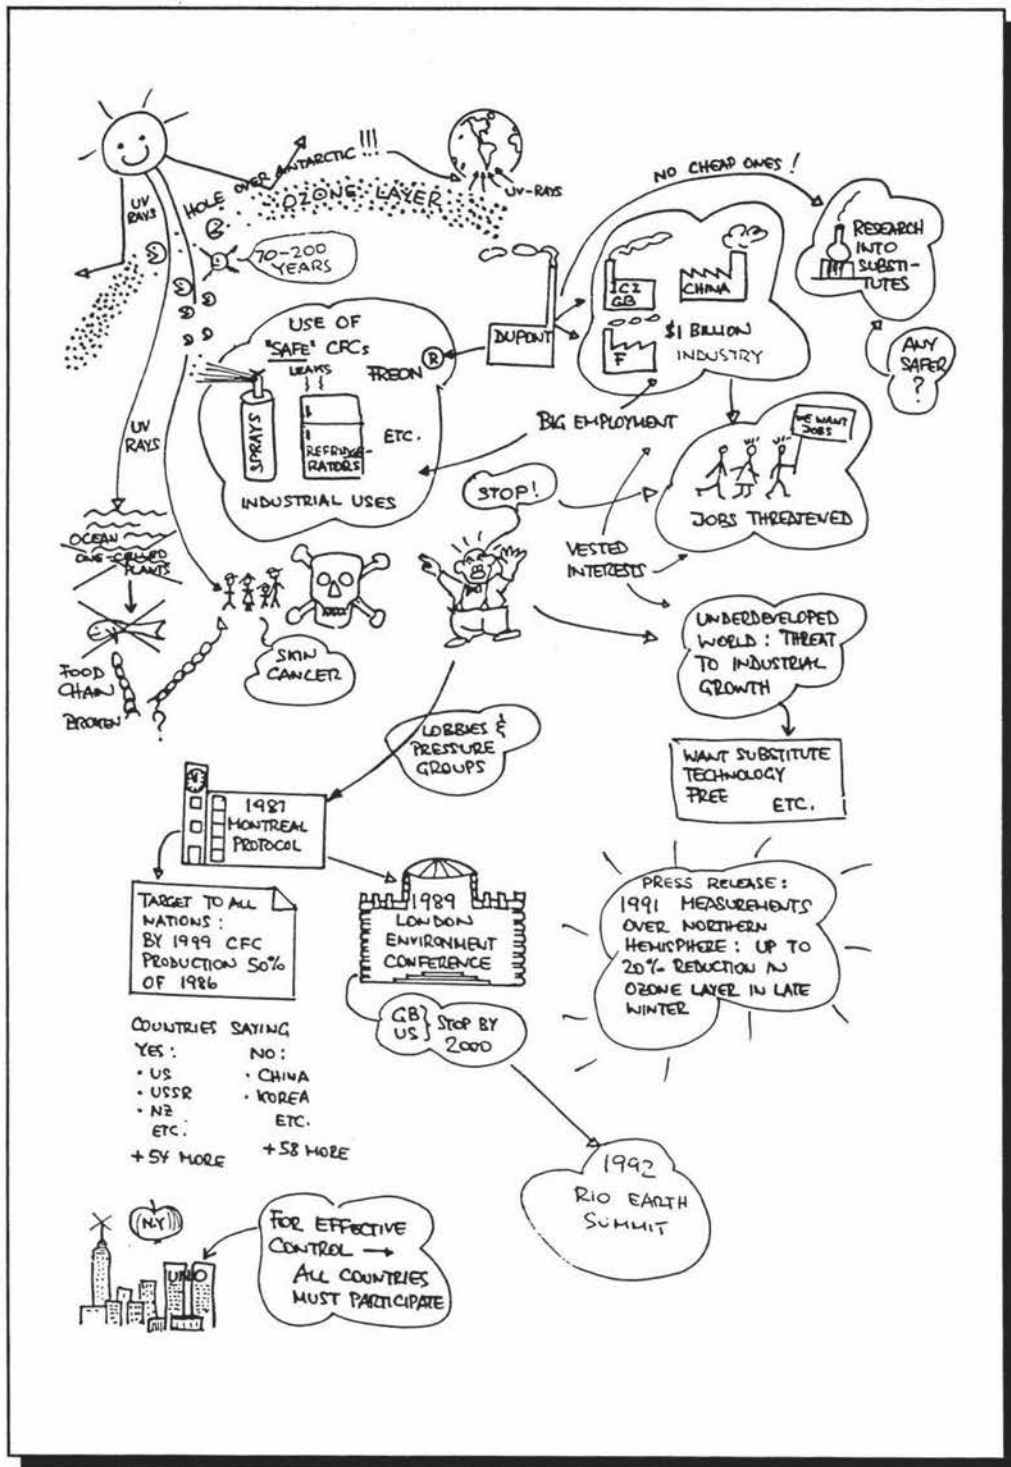 UV
RAYS
HOLE OVER ANTARCTIC !!!
OZONE LAYER
UV-RAYS
70-200
YEARS
NO CHEAP ONES !
RESEARCH
INTO
SUBSTI-
TUTES
ANY
SAFER
?
DUPONT
GB
CHINA
F
$1 BILLION
INDUSTRY
USE OF
"SAFE" CFCs
LEAKS
FREON ®
SPRAYS
REFRIDGE-
RATORS
ETC.
INDUSTRIAL USES
BIG EMPLOYMENT
WE WANT
JOBS
JOBS THREATENED
STOP!
VESTED
INTERESTS
UV
RAYS
OCEAN
ONE-CELLED
PLANTS
FOOD
CHAIN
BROKEN
?
SKIN
CANCER
UNDERDEVELOPED
WORLD : THREAT
TO INDUSTRIAL
GROWTH
WANT SUBSTITUTE
TECHNOLOGY
FREE ETC.
LOBBIES &
PRESSURE
GROUPS
1987
MONTREAL
PROTOCOL
TARGET TO ALL
NATIONS :
BY 1999 CFC
PRODUCTION 50%
OF 1986
1989
LONDON
ENVIRONMENT
CONFERENCE
GB
US } STOP BY
2000
PRESS RELEASE :
1991 MEASUREMENTS
OVER NORTHERN
HEMISPHERE : UP TO
20% REDUCTION IN
OZONE LAYER IN LATE
WINTER
COUNTRIES SAYING
YES :
• US
• USSR
• NZ
ETC.
+54 MORE
NO :
• CHINA
• KOREA
ETC.
+58 MORE
1992
RIO EARTH
SUMMIT
N.Y
UNO
FOR EFFECTIVE
CONTROL →
ALL COUNTRIES
MUST PARTICIPATE